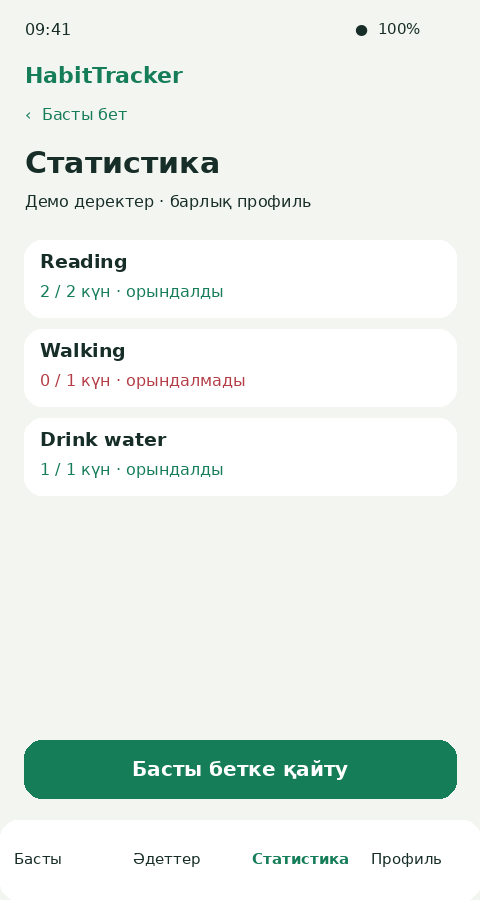 09:41 ● 100%
HabitTracker
‹ Басты бет
Статистика
Демо деректер · барлық профиль
Reading
2 / 2 күн · орындалды
Walking
0 / 1 күн · орындалмады
Drink water
1 / 1 күн · орындалды
Басты бетке қайту
Басты Әдеттер Статистика Профиль